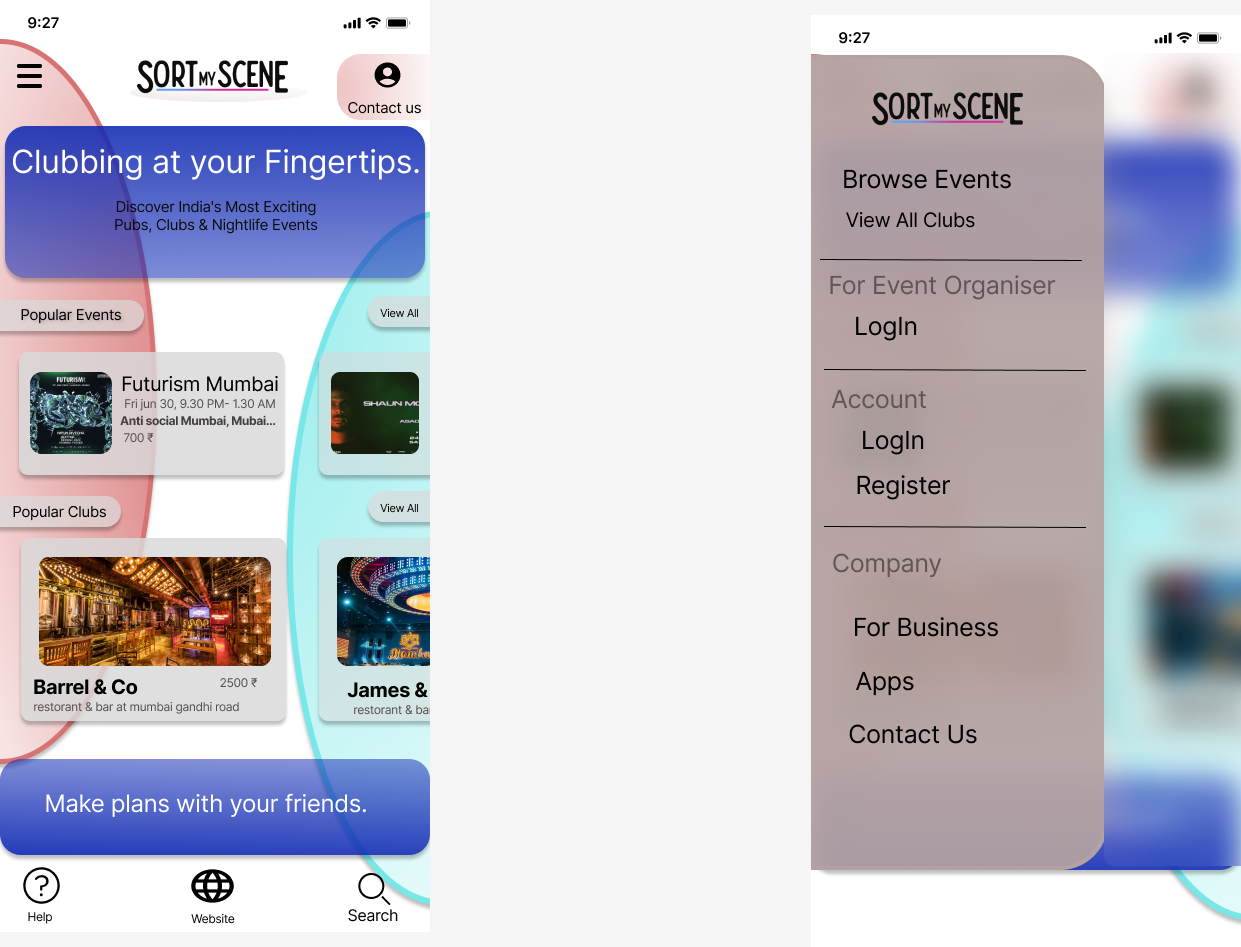 9:27
SORT MY SCENE
Contact us
Clubbing at your Fingertips.
Discover India's Most Exciting
Pubs, Clubs & Nightlife Events
Popular Events
View All
FUTURISM!
Futurism Mumbai
Fri jun 30, 9.30 PM- 1.30 AM
Anti social Mumbai, Mubai...
700 ₹
SHAUN MO
ASAD
Popular Clubs
View All
Barrel & Co
2500 ₹
restorant & bar at mumbai gandhi road
James &
restorant & ba
Make plans with your friends.
Help
Website
Search
9:27
SORT MY SCENE
Browse Events
View All Clubs
For Event Organiser
LogIn
Account
LogIn
Register
Company
For Business
Apps
Contact Us